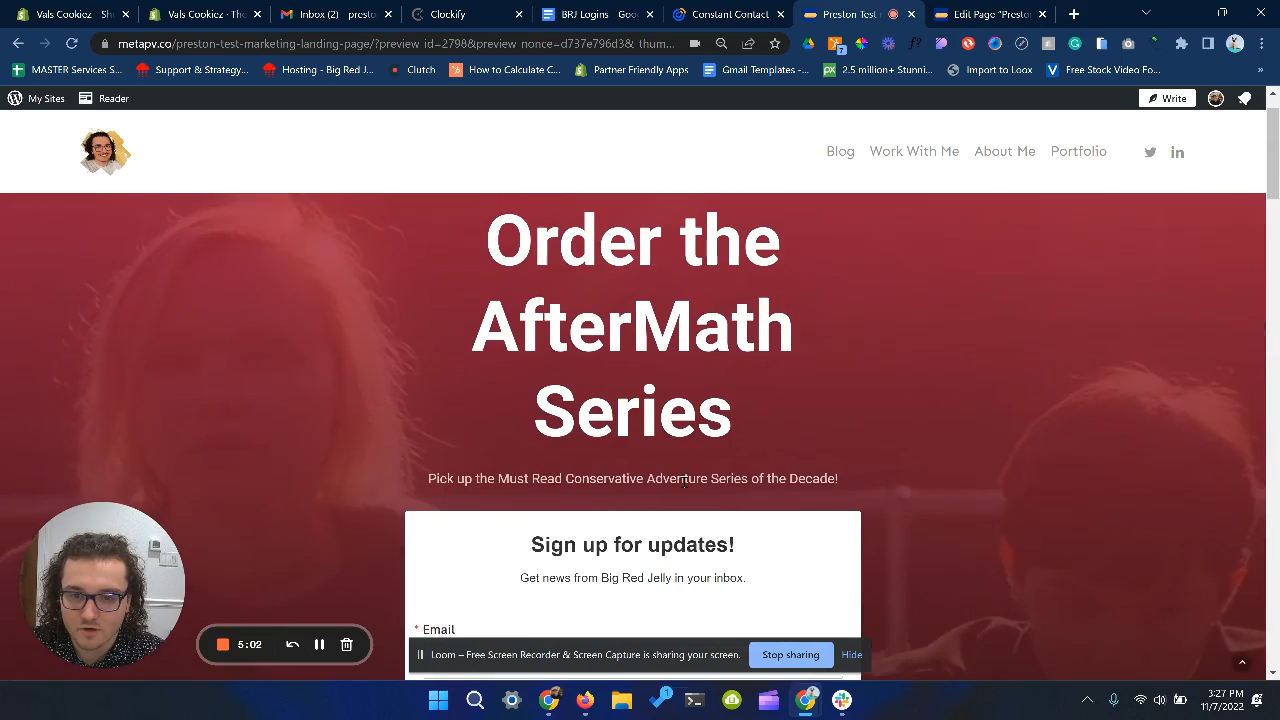 Vals Cookiez · Sh
Vals Cookiez · The
Inbox (2) - presto
Clockify
BRJ Logins - Goo
Constant Contact
Preston Test
Edit Page "Presto
metapv.po/preston-test-marketing-landing-page/?preview_id=2798&preview_nonce=d737e796d3&_thum...
7
f?
MASTER Services S...
Support & Strategy...
Hosting - Big Red J...
Clutch
How to Calculate C...
Partner Friendly Apps
Gmail Templates -...
px
2.5 million+ Stunni...
Import to Loox
V
Free Stock Video Fo...
»
My Sites
Reader
Write
Blog
Work With Me
About Me
Portfolio
in
Order the
AfterMath
Series
Pick up the Must Read Conservative Adventure Series of the Decade!
Sign up for updates!
Get news from Big Red Jelly in your inbox.
* Email
5:02
Loom – Free Screen Recorder & Screen Capture is sharing your screen.
Stop sharing
Hide
1
3:27 PM
11/7/2022